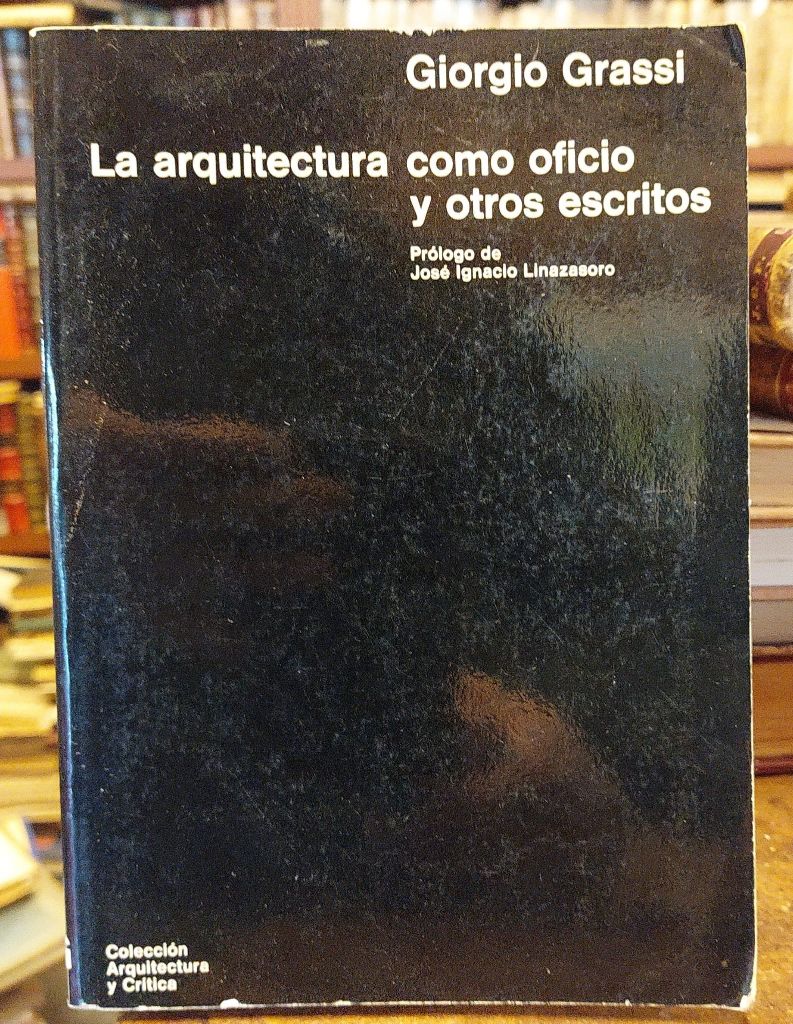 Giorgio Grassi
La arquitectura como oficio
y otros escritos
Prólogo de
José Ignacio Linazasoro
Colección
Arquitectura
y Crítica